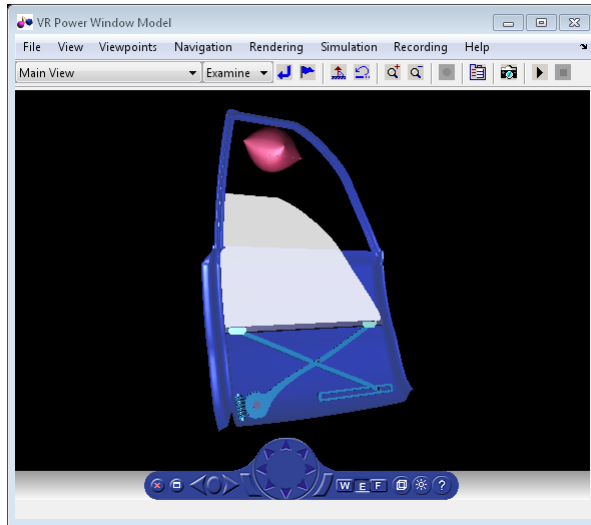 VR Power Window Model
File View Viewpoints Navigation Rendering Simulation Recording Help
Main View Examine
W E F ?